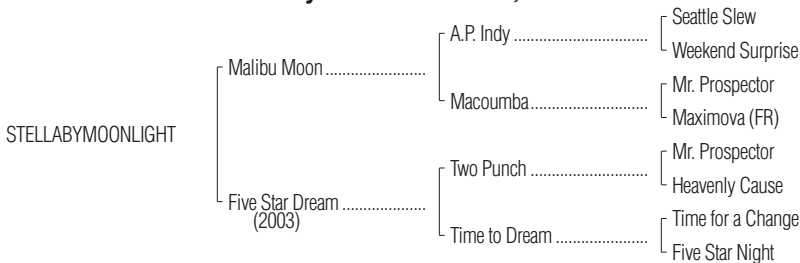 Seattle Slew
A.P. Indy ................................
Weekend Surprise
Malibu Moon ........................
Mr. Prospector
Macoumba............................
Maximova (FR)
STELLABYMOONLIGHT
Mr. Prospector
Two Punch ............................
Heavenly Cause
Five Star Dream ....................
(2003)
Time for a Change
Time to Dream ......................
Five Star Night